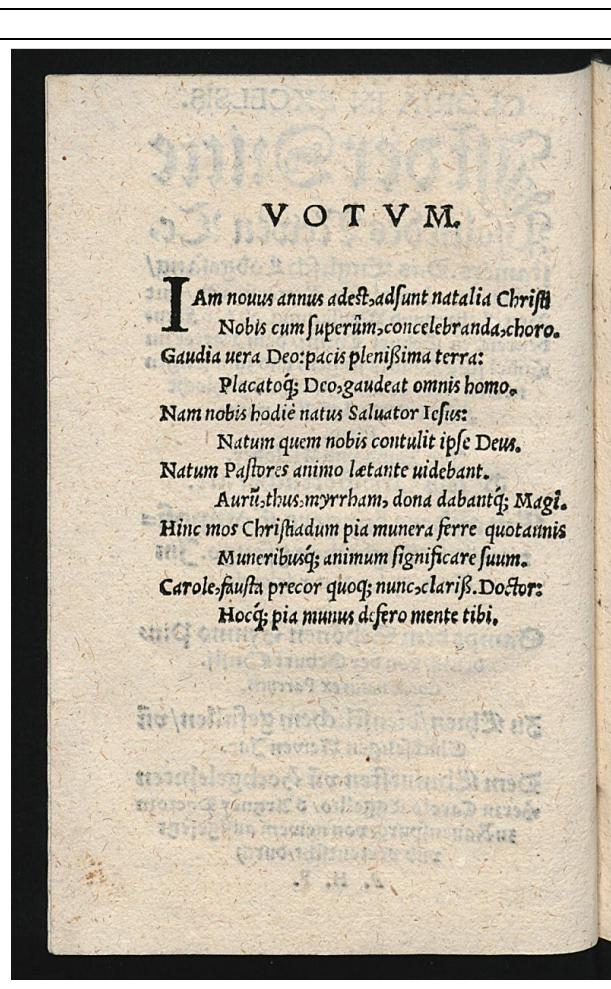 VOTVM.
IAm nouus annus adest, adsunt natalia Christi
Nobis cum superûm, concelebranda, choro.
Gaudia uera Deo: pacis plenißima terra:
Placatoq́; Deo, gaudeat omnis homo.
Nam nobis hodiè natus Saluator Iesus:
Natum quem nobis contulit ipse Deus.
Natum Pastores animo lætante uidebant.
Aurũ, thus, myrrham, dona dabantq́; Magi.
Hinc mos Christiadum pia munera ferre quotannis
Muneribusq́; animum significare suum.
Carole, fausta precor quoq; nunc, clariß. Doctor:
Hocq́; pia munus defero mente tibi.